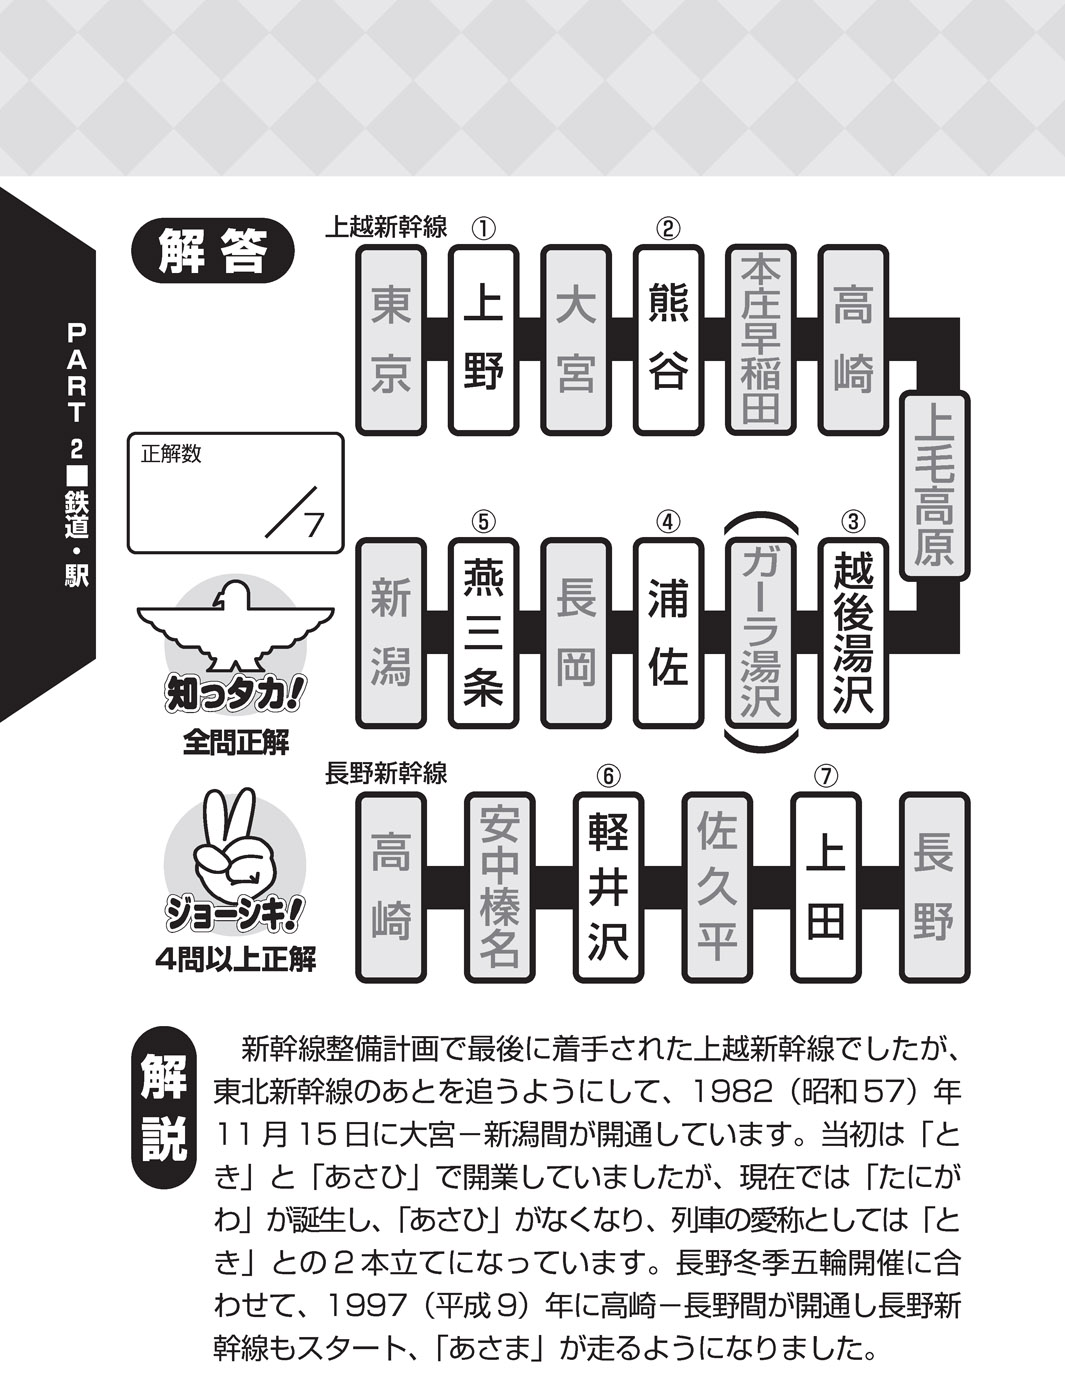 PART 2■鉄道・駅
解答
上越新幹線
①
②
東京
上野
大宮
熊谷
本庄早稲田
高崎
上毛高原
正解数
／7
⑤
④
③
新潟
燕三条
長岡
浦佐
（ガーラ湯沢）
越後湯沢
知っタカ！
全問正解
長野新幹線
⑥
⑦
高崎
安中榛名
軽井沢
佐久平
上田
長野
ジョーシキ！
4問以上正解
解説
新幹線整備計画で最後に着手された上越新幹線でしたが、
東北新幹線のあとを追うようにして、1982（昭和57）年
11月15日に大宮－新潟間が開通しています。当初は「と
き」と「あさひ」で開業していましたが、現在では「たにが
わ」が誕生し、「あさひ」がなくなり、列車の愛称としては「と
き」との2本立てになっています。長野冬季五輪開催に合
わせて、1997（平成9）年に高崎－長野間が開通し長野新
幹線もスタート、「あさま」が走るようになりました。